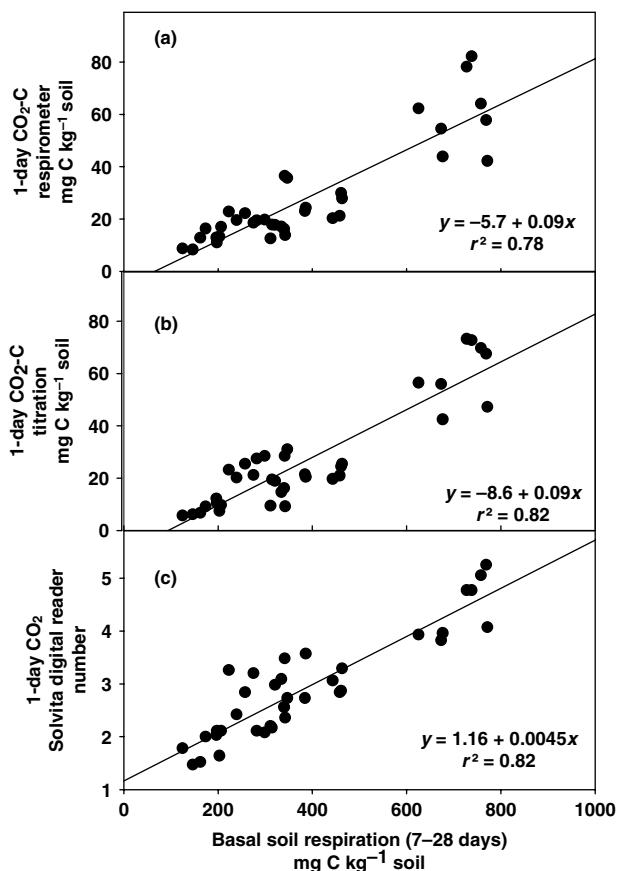 (a)
1-day CO₂-C
respirometer
mg C kg⁻¹ soil
80
60
40
20
0
y = –5.7 + 0.09x
r² = 0.78
(b)
1-day CO₂-C
titration
mg C kg⁻¹ soil
80
60
40
20
0
y = –8.6 + 0.09x
r² = 0.82
(c)
1-day CO₂
Solvita digital reader
number
5
4
3
2
1
y = 1.16 + 0.0045x
r² = 0.82
0 200 400 600 800 1000
Basal soil respiration (7–28 days)
mg C kg⁻¹ soil